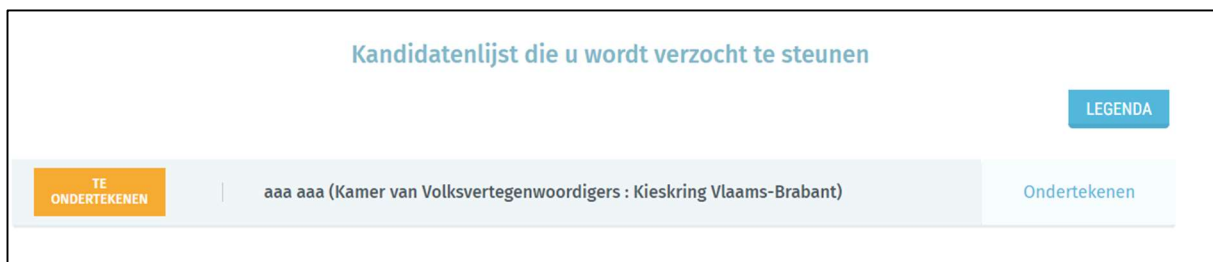 Kandidatenlijst die u wordt verzocht te steunen
LEGENDA
TE
ONDERTEKENEN
aaa aaa (Kamer van Volksvertegenwoordigers : Kieskring Vlaams-Brabant)
Ondertekenen